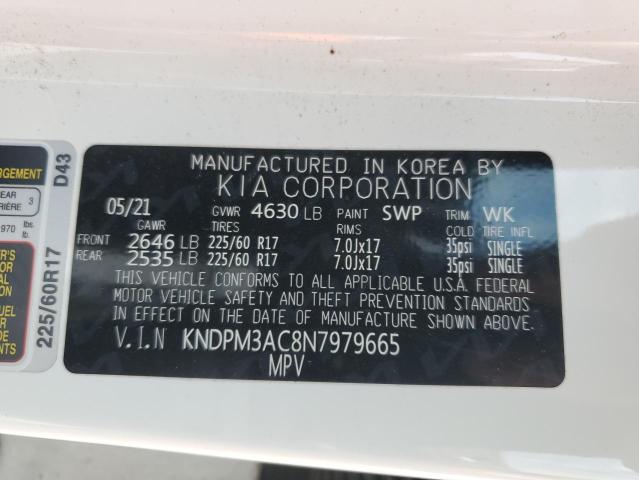 MANUFACTURED IN KOREA BY
KIA CORPORATION
05/21 GVWR 4630 LB PAINT SWP TRIM WK
GAWR TIRES RIMS COLD TIRE INFL
FRONT 2646 LB 225/60 R17 7.0Jx17 35psi SINGLE
REAR 2535 LB 225/60 R17 7.0Jx17 35psi SINGLE
THIS VEHICLE CONFORMS TO ALL APPLICABLE U.S.A. FEDERAL
MOTOR VEHICLE SAFETY AND THEFT PREVENTION STANDARDS
IN EFFECT ON THE DATE OF MANUFACTURE SHOWN ABOVE.
V.I.N KNDPM3AC8N7979665
MPV
D43
225/60R17
3
970 lbs.